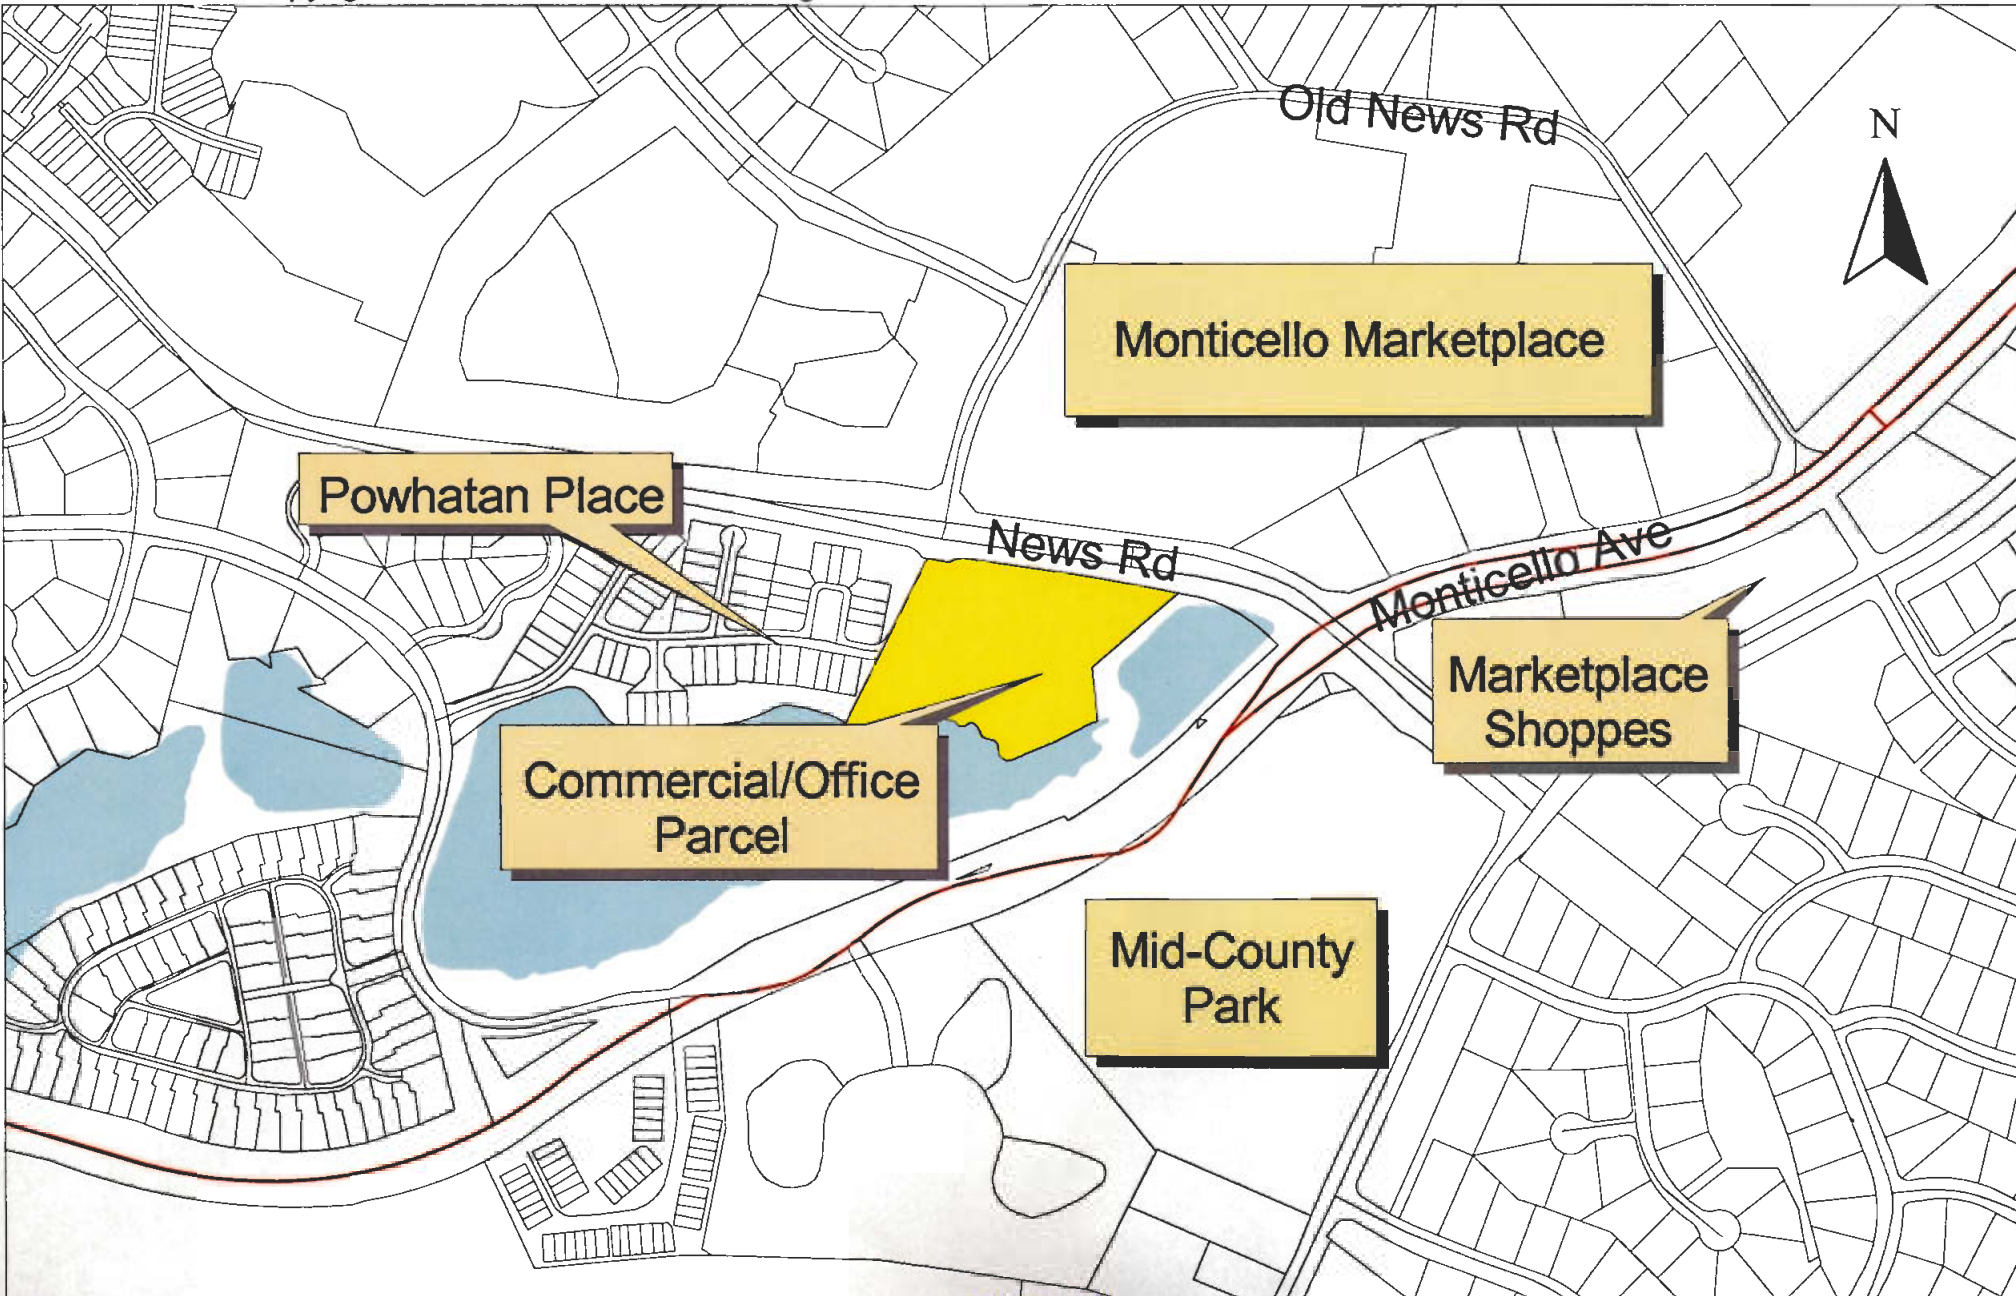 Old News Rd
N
Monticello Marketplace
Powhatan Place
News Rd
Monticello Ave
Marketplace
Shoppes
Commercial/Office
Parcel
Mid-County
Park